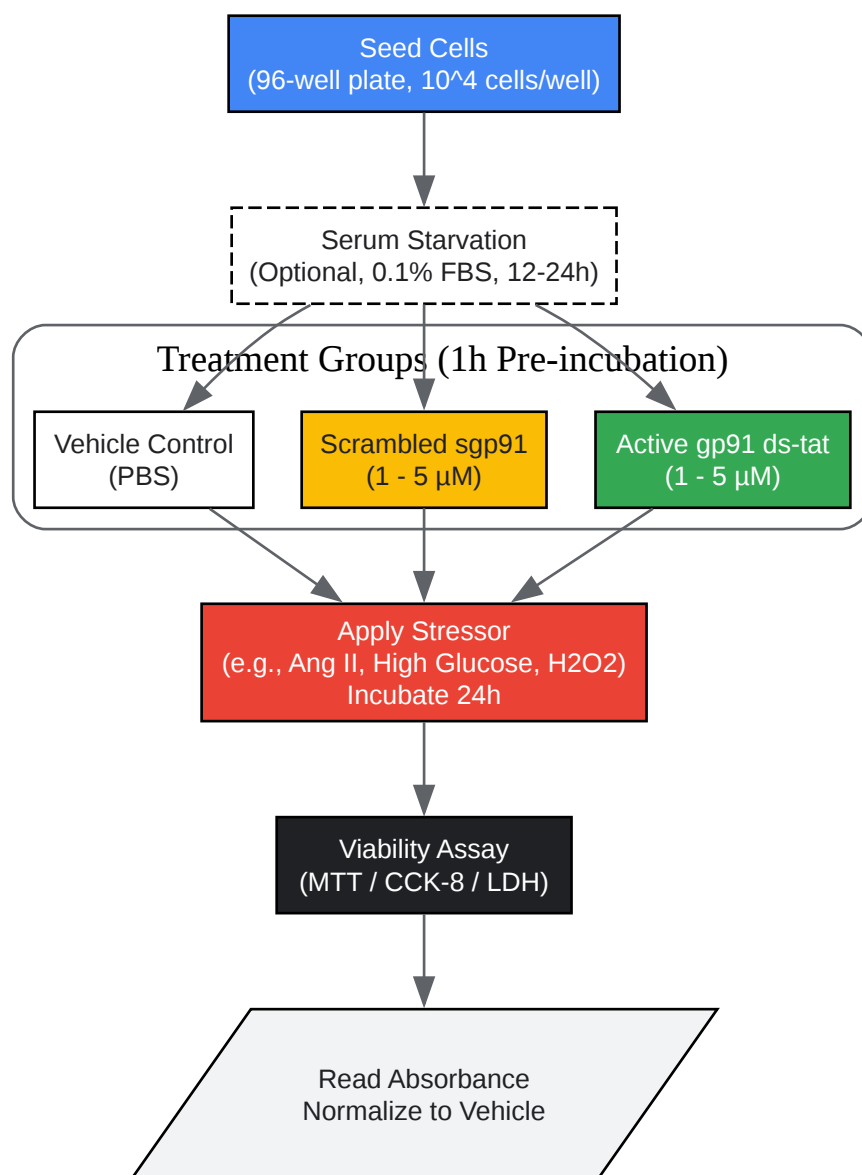 Seed Cells
(96-well plate, 10^4 cells/well)
Serum Starvation
(Optional, 0.1% FBS, 12-24h)
Treatment Groups (1h Pre-incubation)
Vehicle Control
(PBS)
Scrambled sgp91
(1 - 5 µM)
Active gp91 ds-tat
(1 - 5 µM)
Apply Stressor
(e.g., Ang II, High Glucose, H2O2)
Incubate 24h
Viability Assay
(MTT / CCK-8 / LDH)
Read Absorbance
Normalize to Vehicle